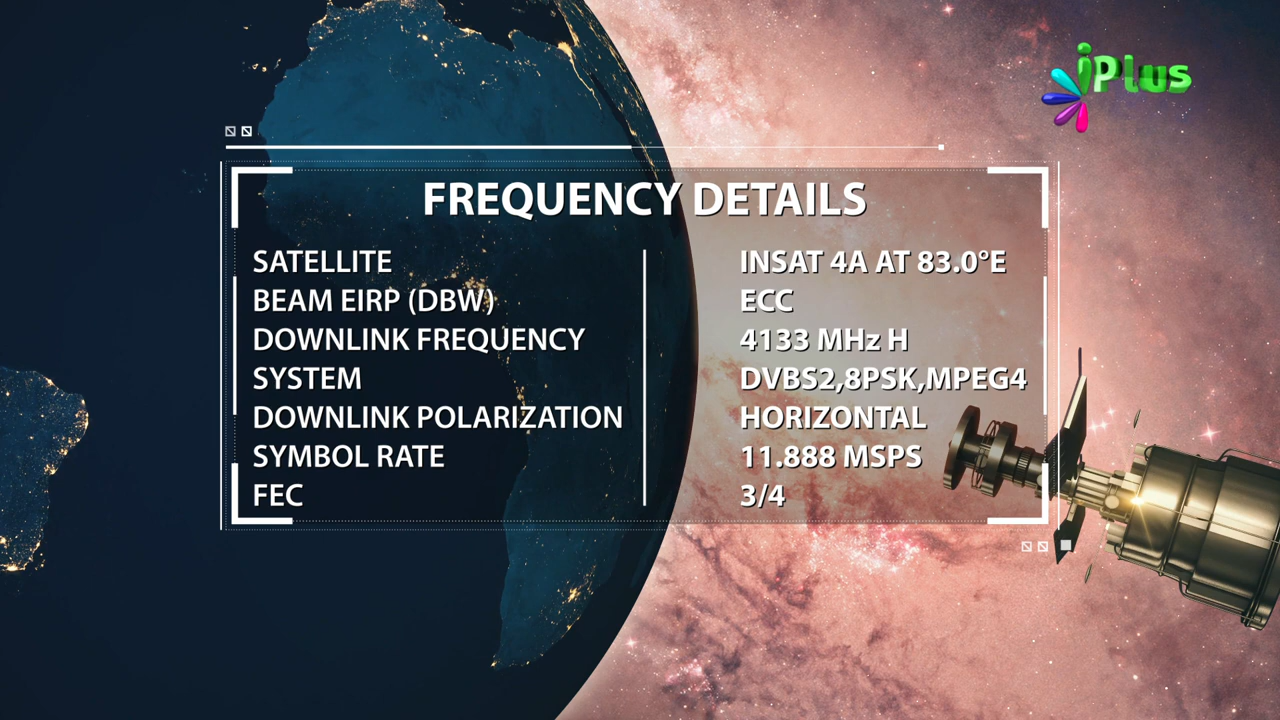 iPlus
FREQUENCY DETAILS
SATELLITE INSAT 4A AT 83.0°E
BEAM EIRP (DBW) ECC
DOWNLINK FREQUENCY 4133 MHz H
SYSTEM DVBS2,8PSK,MPEG4
DOWNLINK POLARIZATION HORIZONTAL
SYMBOL RATE 11.888 MSPS
FEC 3/4